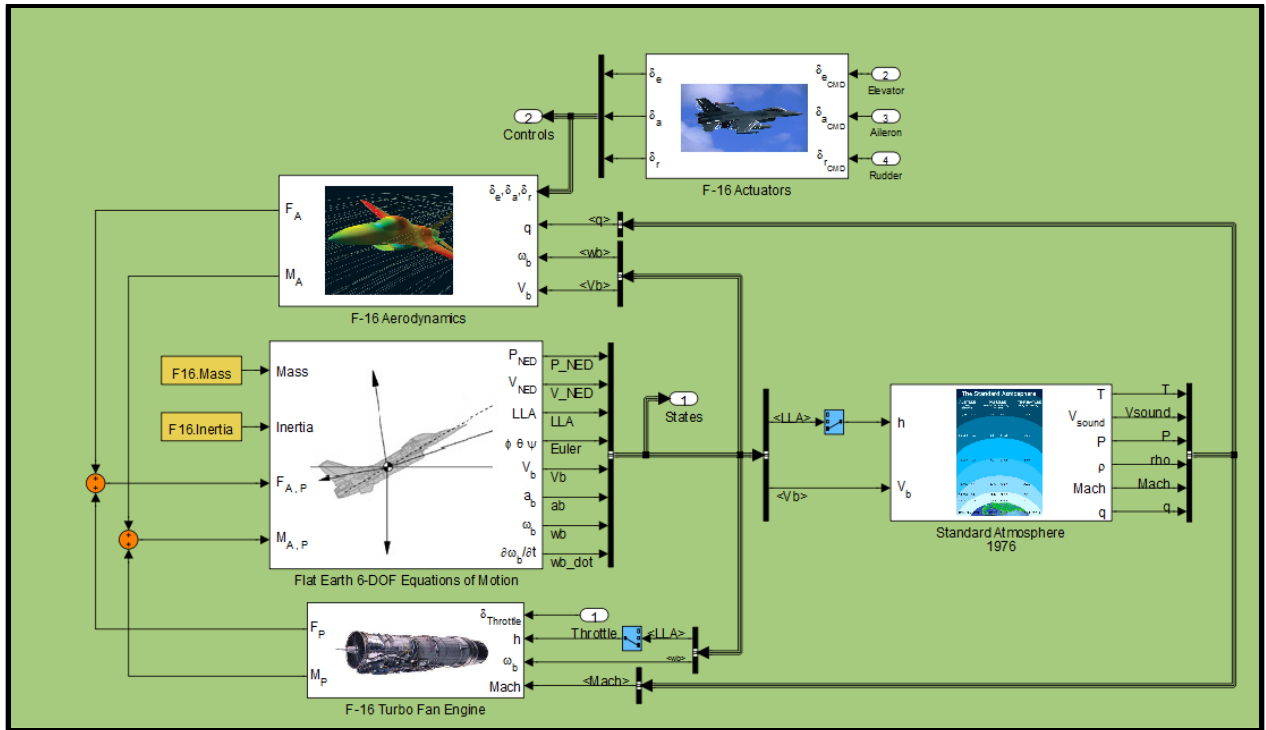 δe
δa
δr
δeCMD
δaCMD
δrCMD
2
Elevator
3
Aileron
4
Rudder
F-16 Actuators
2
Controls
FA
MA
δe,δa,δr
q
ωb
Vb
<q>
<wb>
<Vb>
F-16 Aerodynamics
F16.Mass
F16.Inertia
Mass
Inertia
FA,P
MA,P
PNED
VNED
LLA
ϕ θ ψ
Vb
ab
ωb
∂ωb/∂t
P_NED
V_NED
LLA
Euler
Vb
ab
wb
wb_dot
Flat Earth 6-DOF Equations of Motion
1
States
<LLA>
<Vb>
h
Vb
The Standard Atmosphere
T
Vsound
P
ρ
Mach
q
T
Vsound
P
rho
Mach
q
Standard Atmosphere
1976
FP
MP
δThrottle
h
ωb
Mach
1
Throttle
<LLA>
<wb>
<Mach>
F-16 Turbo Fan Engine